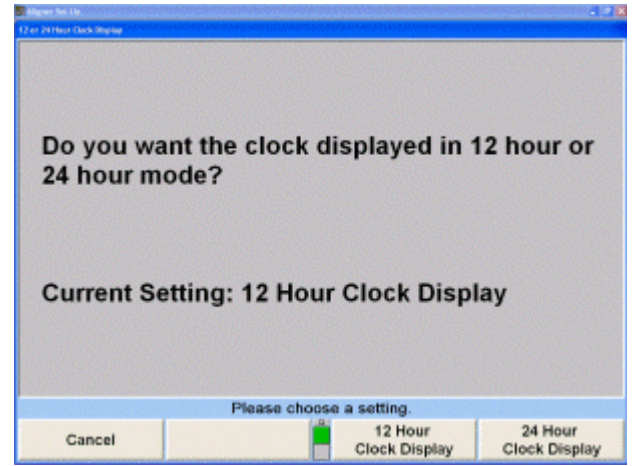 Aligner Set-Up
12 or 24 Hour Clock Display
Do you want the clock displayed in 12 hour or
24 hour mode?
Current Setting: 12 Hour Clock Display
Please choose a setting.
Cancel
12 Hour
Clock Display
24 Hour
Clock Display